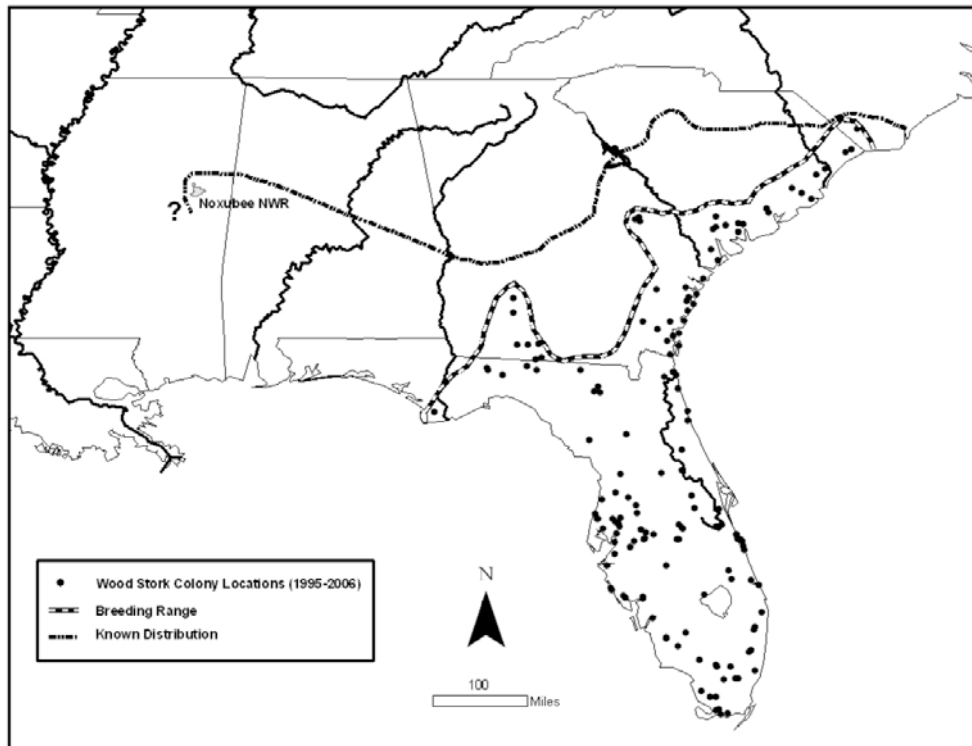 ?
Noxubee NWR
Wood Stork Colony Locations (1995-2006)
Breeding Range
Known Distribution
N
100
Miles